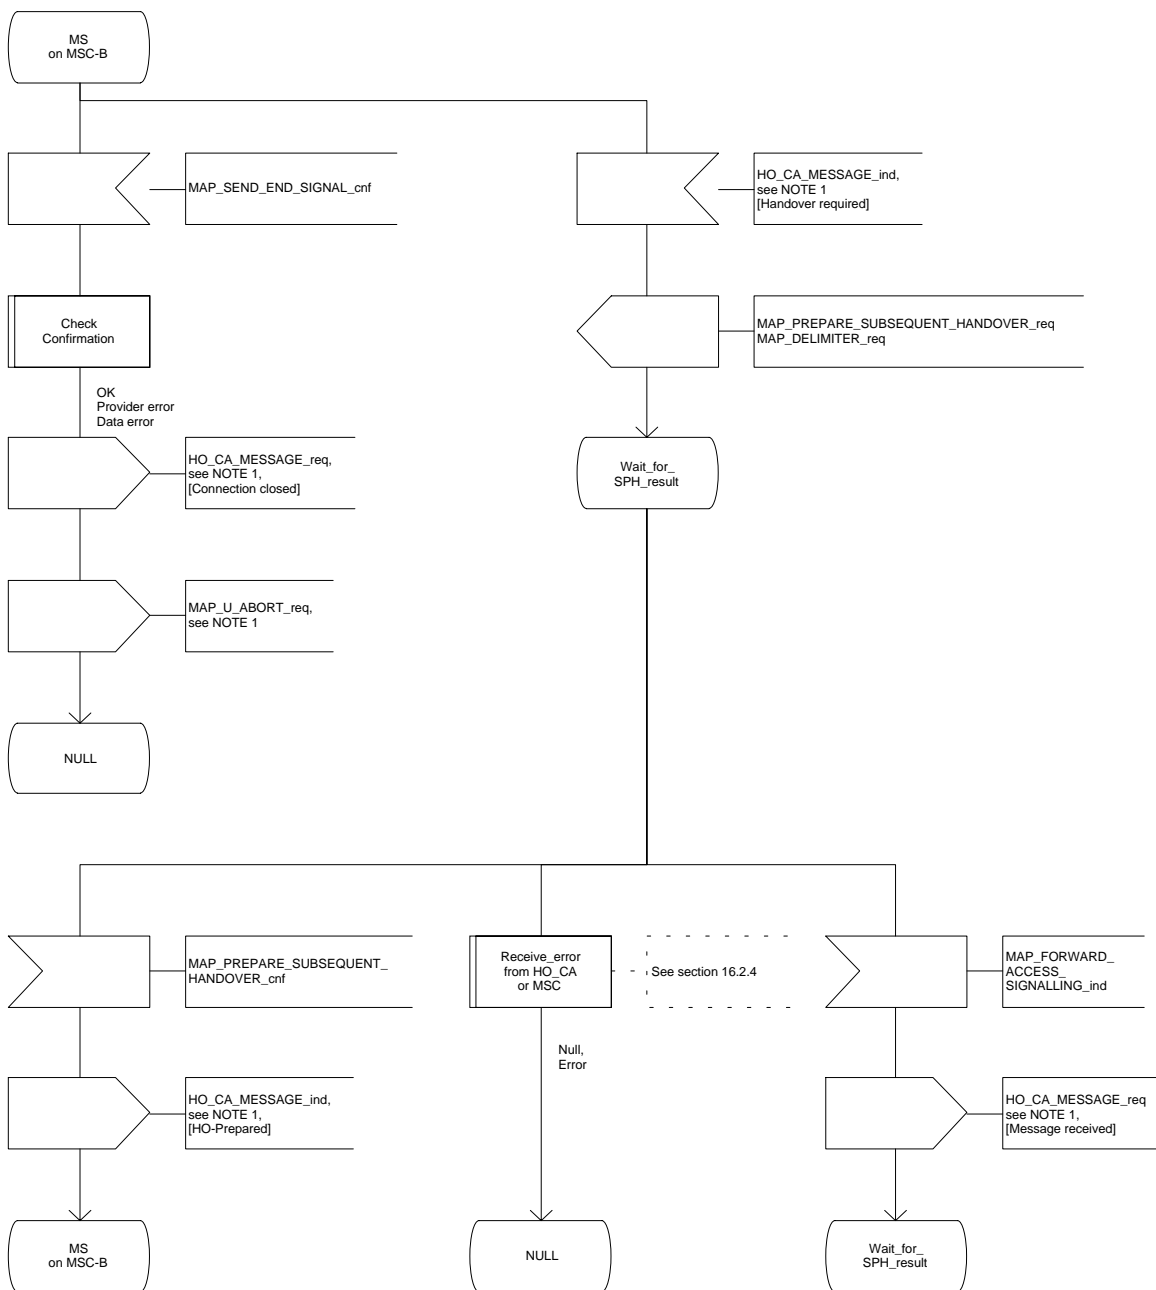 MS
on MSC-B
MAP_SEND_END_SIGNAL_cnf
HO_CA_MESSAGE_ind,
see NOTE 1
[Handover required]
Check
Confirmation
MAP_PREPARE_SUBSEQUENT_HANDOVER_req
MAP_DELIMITER_req
OK
Provider error
Data error
HO_CA_MESSAGE_req,
see NOTE 1,
[Connection closed]
Wait_for_
SPH_result
MAP_U_ABORT_req,
see NOTE 1
NULL
MAP_PREPARE_SUBSEQUENT_
HANDOVER_cnf
Receive_error
from HO_CA
or MSC
See section 16.2.4
MAP_FORWARD_
ACCESS_
SIGNALLING_ind
Null,
Error
HO_CA_MESSAGE_ind,
see NOTE 1,
[HO-Prepared]
HO_CA_MESSAGE_req
see NOTE 1,
[Message received]
MS
on MSC-B
NULL
Wait_for_
SPH_result